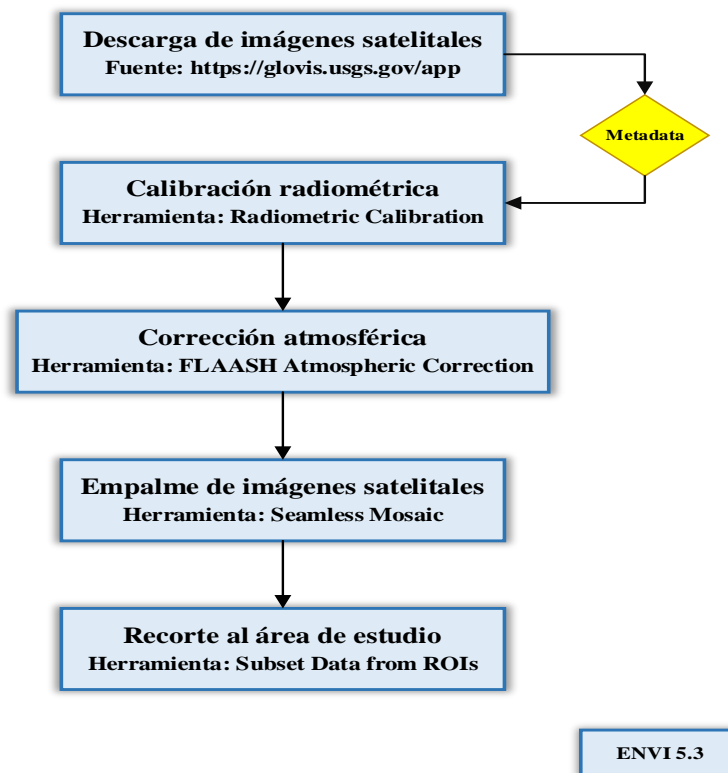 Descarga de imágenes satelitales
Fuente: https://glovis.usgs.gov/app
Metadata
Calibración radiométrica
Herramienta: Radiometric Calibration
Corrección atmosférica
Herramienta: FLAASH Atmospheric Correction
Empalme de imágenes satelitales
Herramienta: Seamless Mosaic
Recorte al área de estudio
Herramienta: Subset Data from ROIs
ENVI 5.3